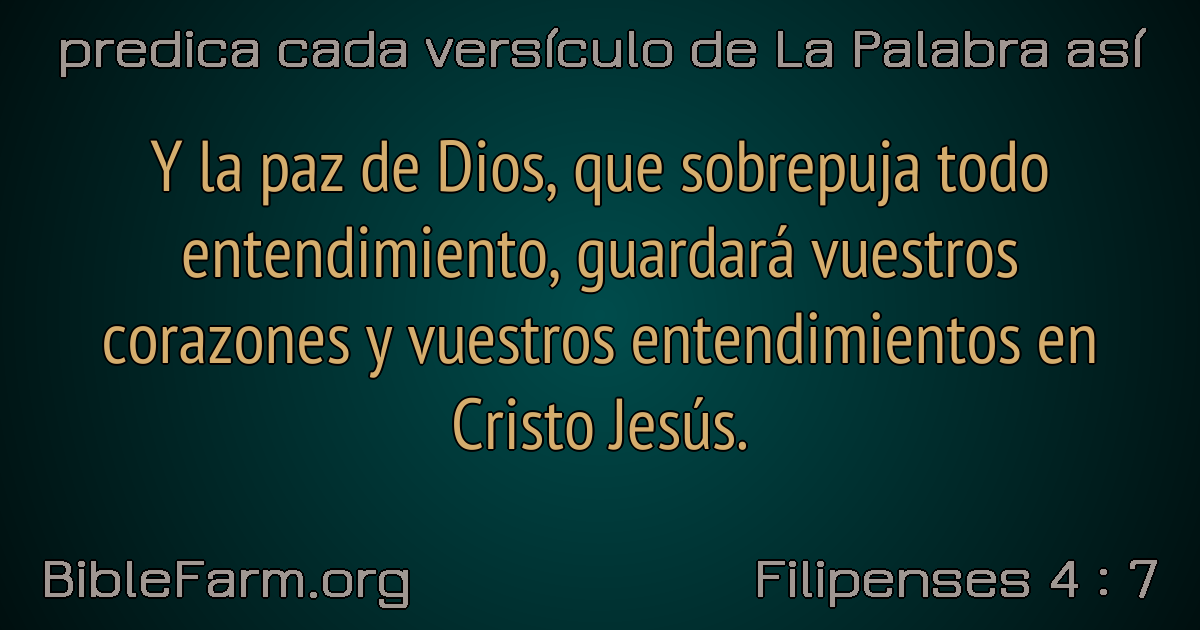 predica cada versículo de La Palabra así
Y la paz de Dios, que sobrepuja todo
entendimiento, guardará vuestros
corazones y vuestros entendimientos en
Cristo Jesús.
BibleFarm.org
Filipenses 4 : 7